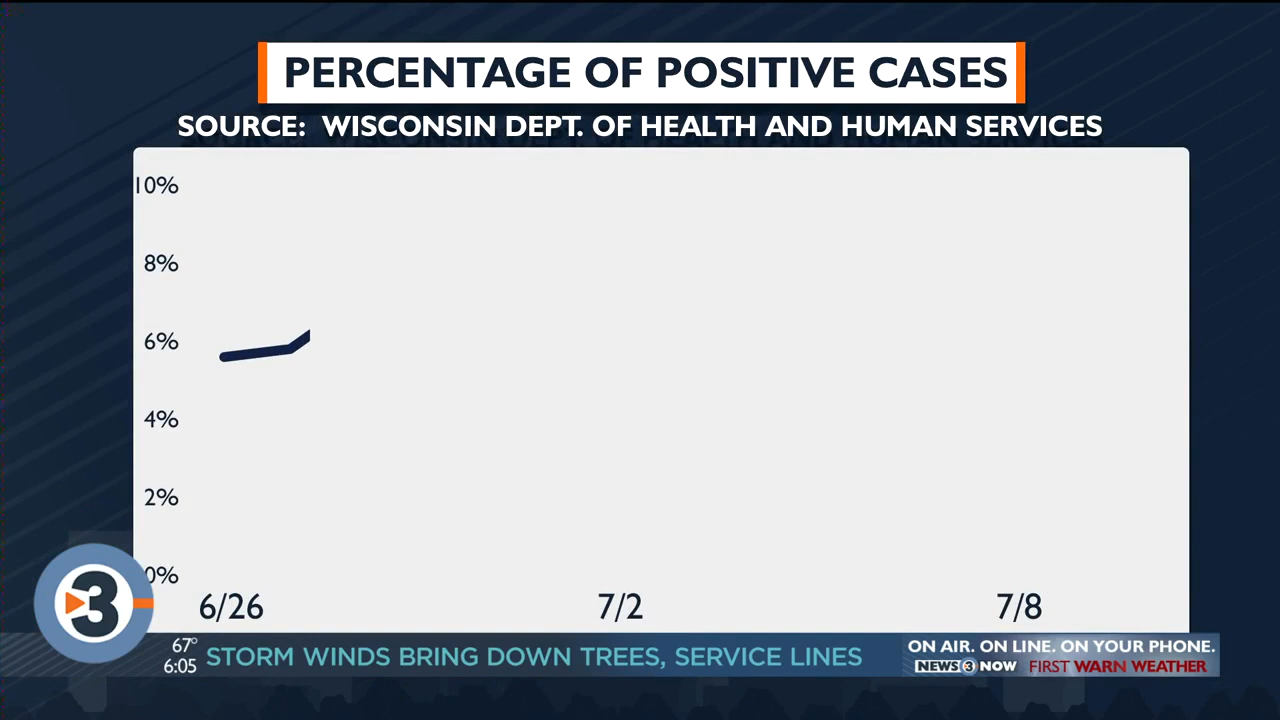 PERCENTAGE OF POSITIVE CASES
SOURCE: WISCONSIN DEPT. OF HEALTH AND HUMAN SERVICES
10%
8%
6%
4%
2%
0%
6/26 7/2 7/8
3
67°
6:05
STORM WINDS BRING DOWN TREES, SERVICE LINES
ON AIR. ON LINE. ON YOUR PHONE.
NEWS 3 NOW FIRST WARN WEATHER